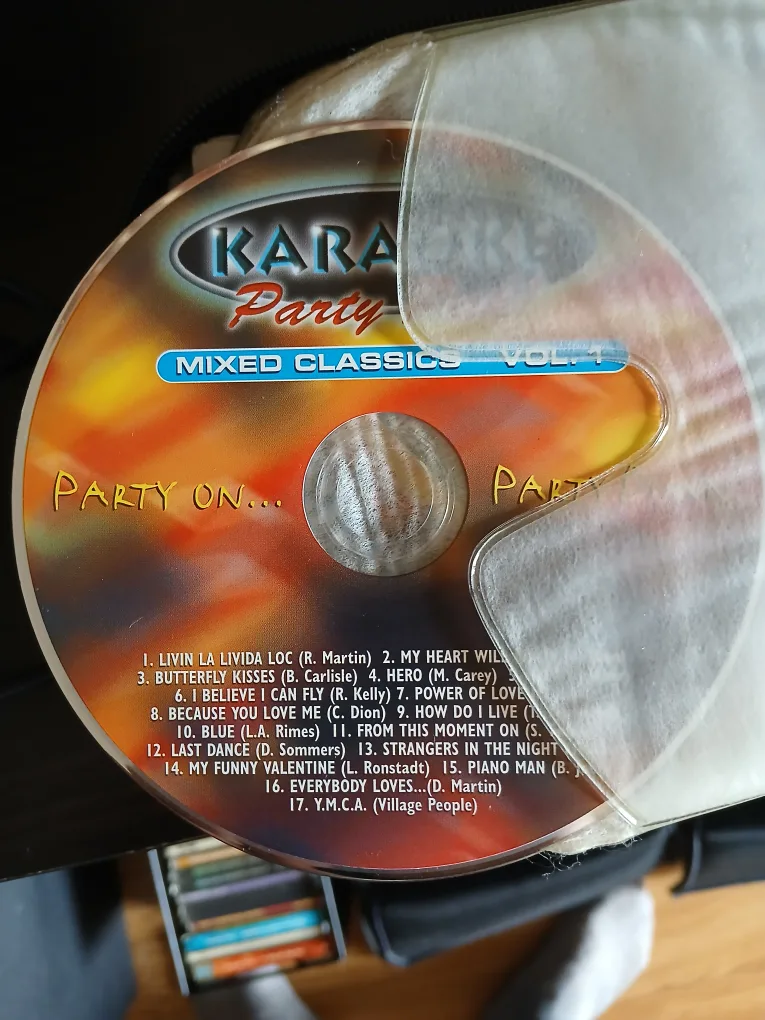 KARAOKE
Party
MIXED CLASSICS VOL. 1
PARTY ON... PARTY
1. LIVIN LA LIVIDA LOC (R. Martin) 2. MY HEART WILL
3. BUTTERFLY KISSES (B. Carlisle) 4. HERO (M. Carey)
6. I BELIEVE I CAN FLY (R. Kelly) 7. POWER OF LOVE
8. BECAUSE YOU LOVE ME (C. Dion) 9. HOW DO I LIVE (T.
10. BLUE (L.A. Rimes) 11. FROM THIS MOMENT ON (S.
12. LAST DANCE (D. Sommers) 13. STRANGERS IN THE NIGHT
14. MY FUNNY VALENTINE (L. Ronstadt) 15. PIANO MAN (B. J
16. EVERYBODY LOVES...(D. Martin)
17. Y.M.C.A. (Village People)